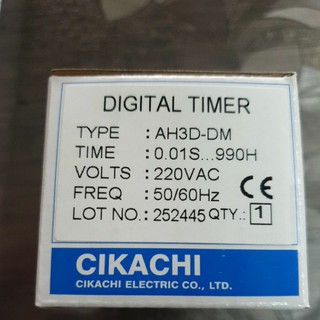 DIGITAL TIMER
TYPE : AH3D-DM
TIME : 0.01S...990H
VOLTS : 220VAC
FREQ : 50/60Hz CE
LOT NO.: 252445 QTY.: 1
CIKACHI
CIKACHI ELECTRIC CO., LTD.